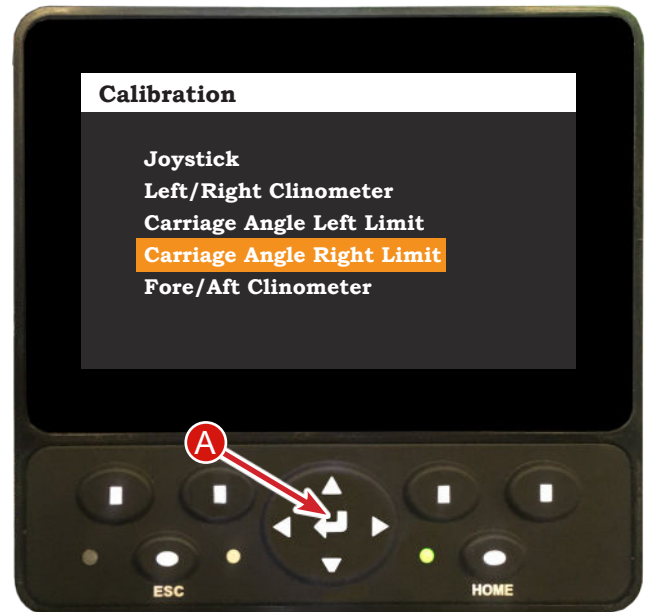 Calibration
Joystick
Left/Right Clinometer
Carriage Angle Left Limit
Carriage Angle Right Limit
Fore/Aft Clinometer
A
ESC
HOME